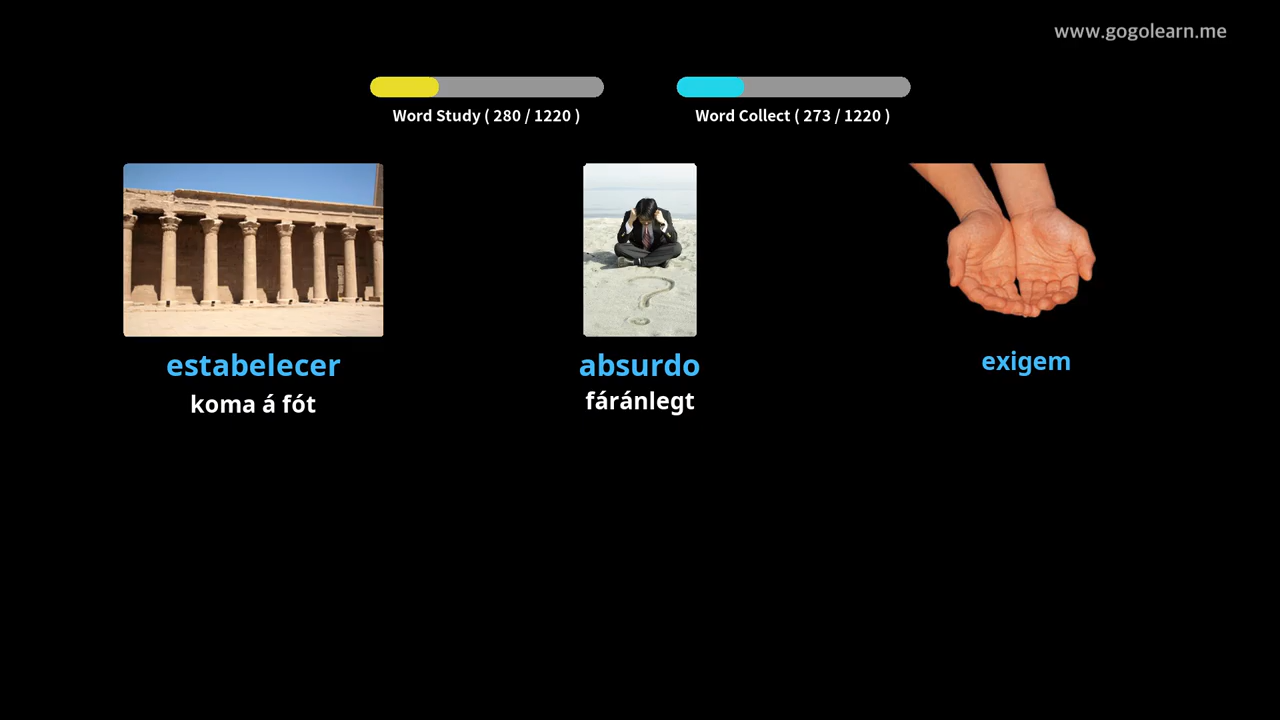 www.gogolearn.me
Word Study ( 280 / 1220 )
Word Collect ( 273 / 1220 )
estabelecer
koma á fót
absurdo
fáránlegt
exigem